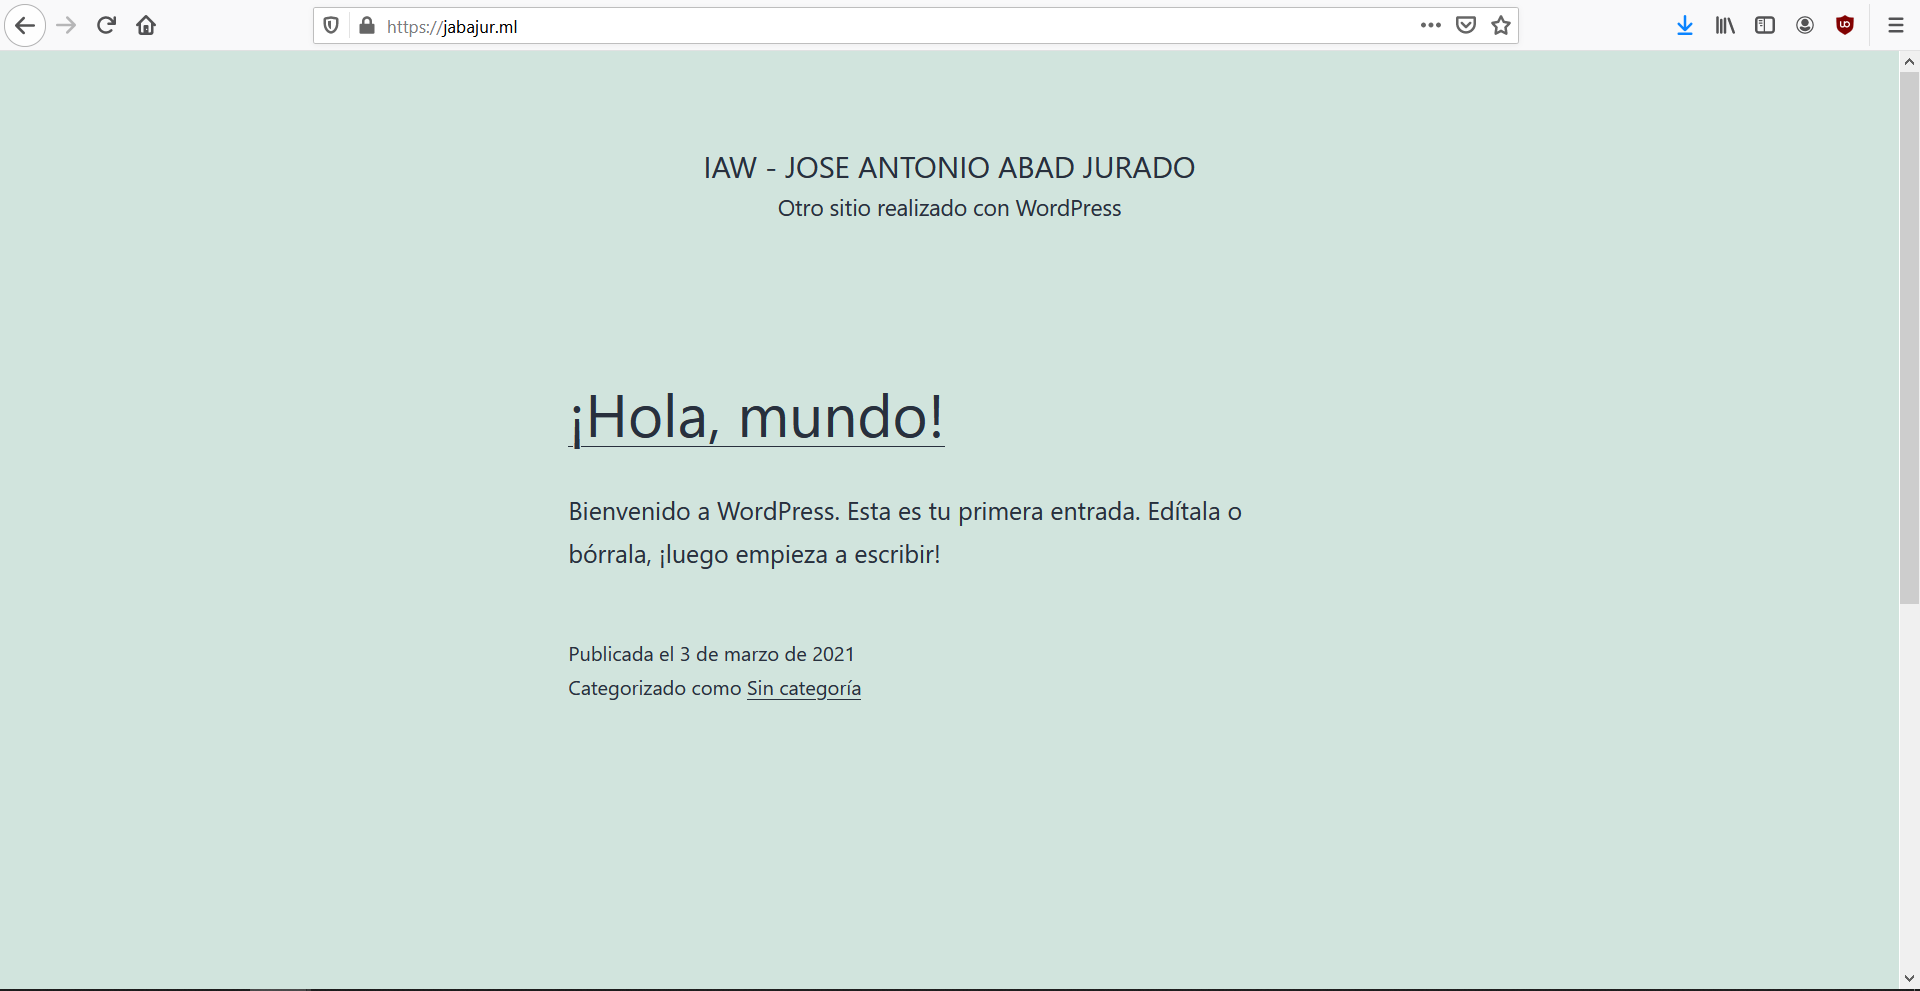 https://jabajur.ml
IAW - JOSE ANTONIO ABAD JURADO
Otro sitio realizado con WordPress
¡Hola, mundo!
Bienvenido a WordPress. Esta es tu primera entrada. Edítala o
bórrala, ¡luego empieza a escribir!
Publicada el 3 de marzo de 2021
Categorizado como Sin categoría